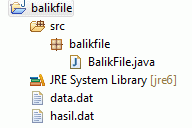 balikfile
src
balikfile
BalikFile.java
JRE System Library [jre6]
data.dat
hasil.dat